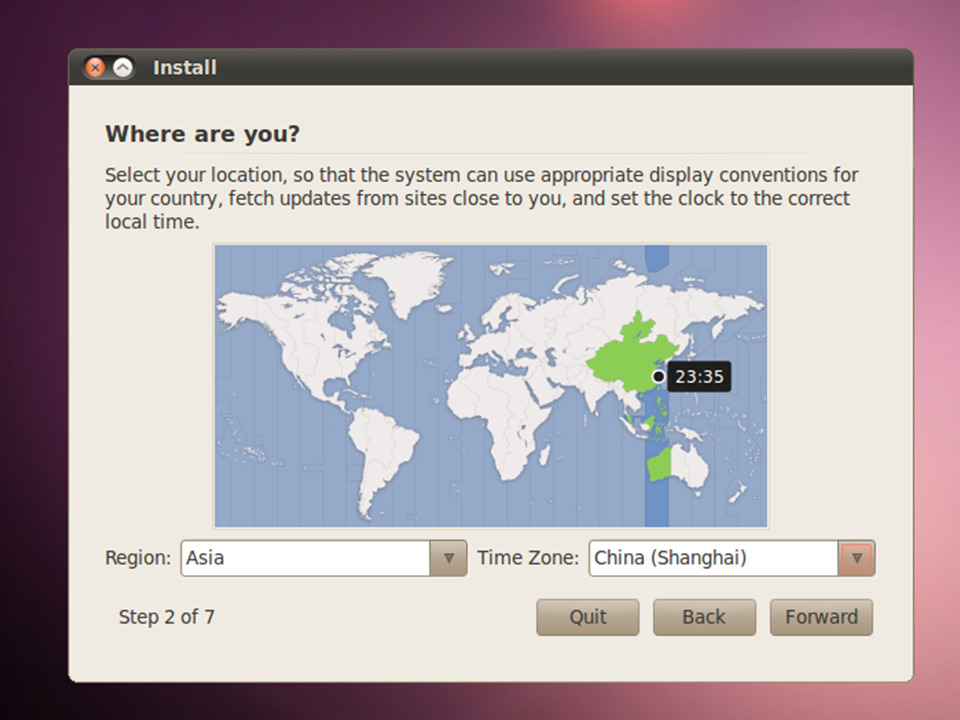 Install
Where are you?
Select your location, so that the system can use appropriate display conventions for
your country, fetch updates from sites close to you, and set the clock to the correct
local time.
23:35
Region: Asia Time Zone: China (Shanghai)
Step 2 of 7 Quit Back Forward